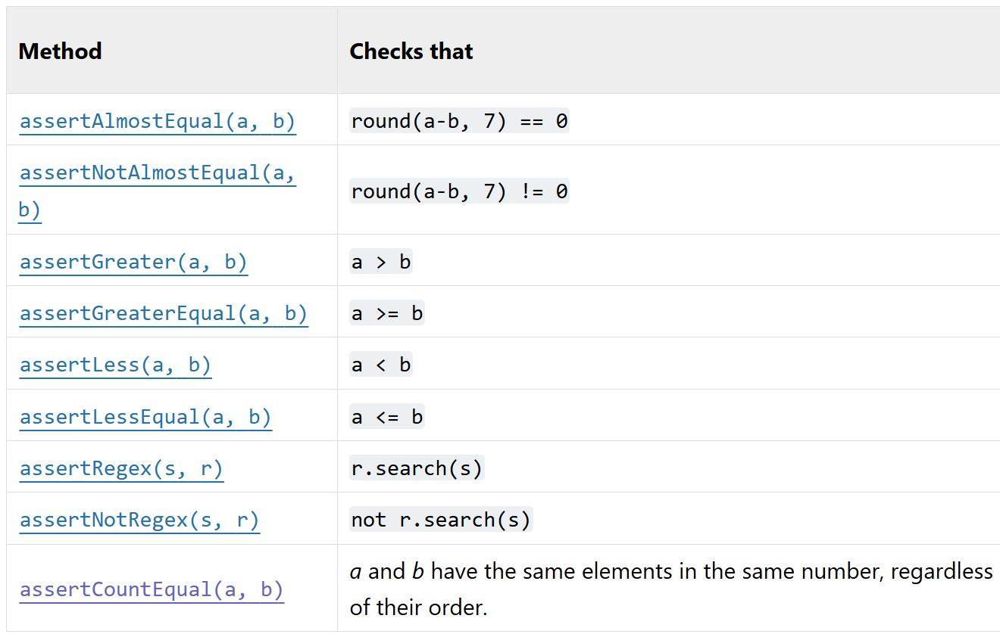 Method Checks that
assertAlmostEqual(a, b) round(a-b, 7) == 0
assertNotAlmostEqual(a,
b) round(a-b, 7) != 0
assertGreater(a, b) a > b
assertGreaterEqual(a, b) a >= b
assertLess(a, b) a < b
assertLessEqual(a, b) a <= b
assertRegex(s, r) r.search(s)
assertNotRegex(s, r) not r.search(s)
assertCountEqual(a, b) a and b have the same elements in the same number, regardless
of their order.